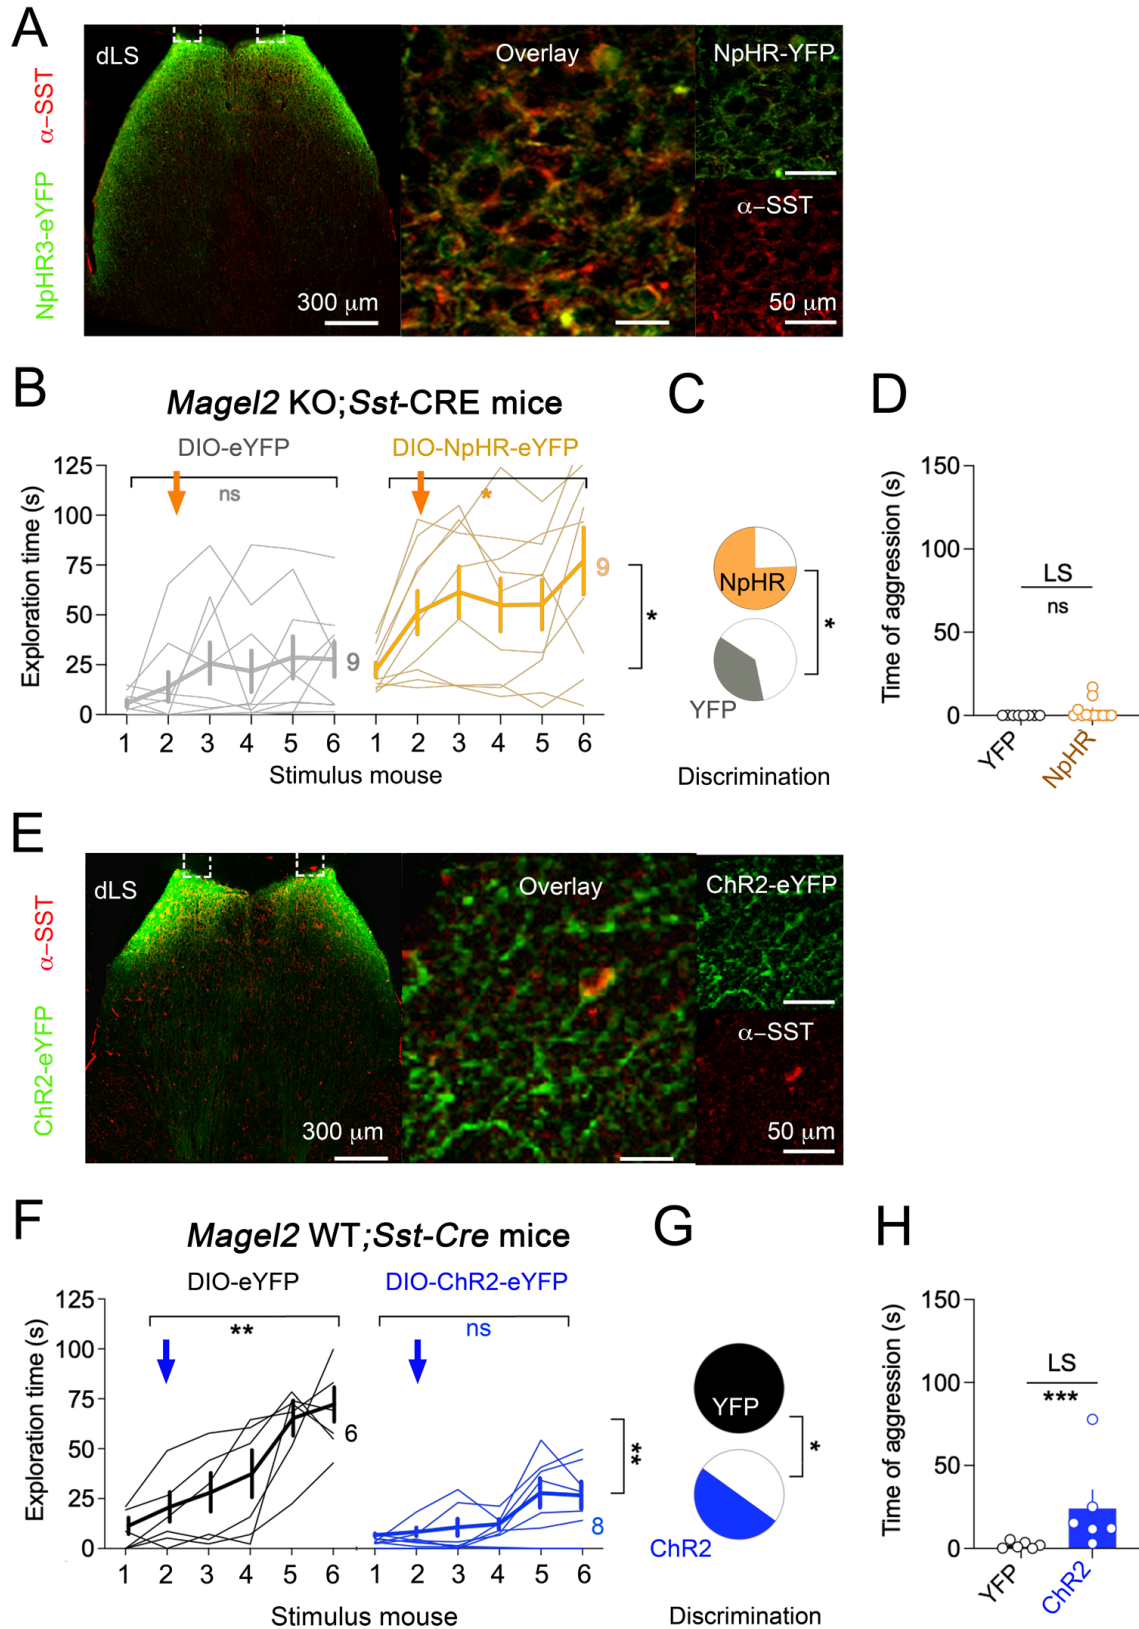 A
NpHR3-eYFP α–SST
dLS
300 μm
Overlay
NpHR-YFP
α–SST
50 μm
B
Magel2 KO;Sst-CRE mice
DIO-eYFP
DIO-NpHR-eYFP
Exploration time (s)
125
100
75
50
25
0
ns
*
9
9
*
1 2 3 4 5 6
1 2 3 4 5 6
Stimulus mouse
C
NpHR
YFP
*
Discrimination
D
Time of aggression (s)
150
100
50
0
LS
ns
YFP
NpHR
E
ChR2-eYFP α–SST
dLS
300 μm
Overlay
ChR2-eYFP
α–SST
50 μm
F
Magel2 WT;Sst-Cre mice
DIO-eYFP
DIO-ChR2-eYFP
Exploration time (s)
125
100
75
50
25
0
**
ns
6
8
**
1 2 3 4 5 6
1 2 3 4 5 6
Stimulus mouse
G
YFP
ChR2
*
Discrimination
H
Time of aggression (s)
150
100
50
0
LS
***
YFP
ChR2